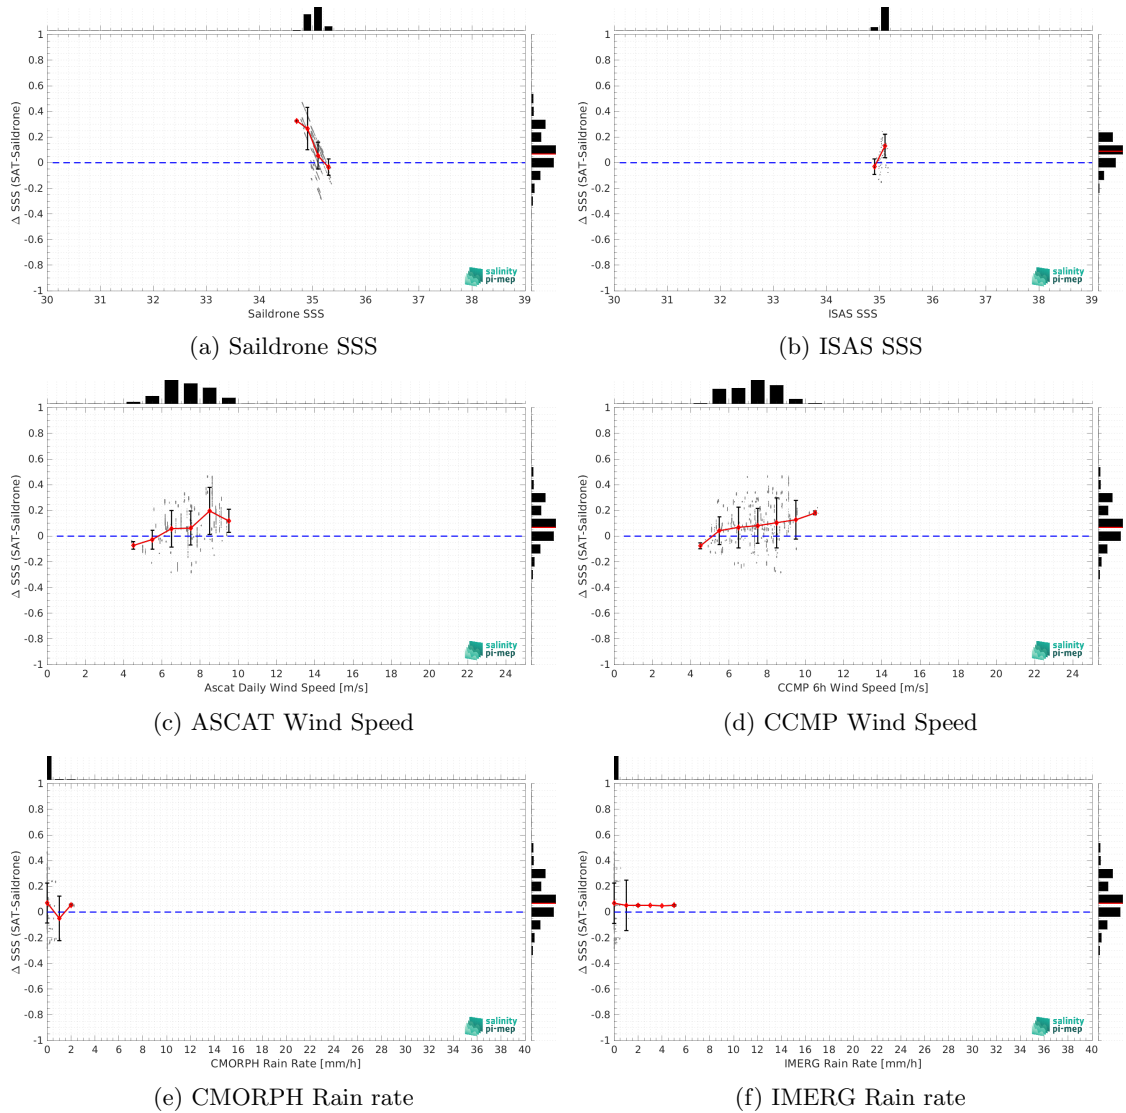 1
0.8
0.6
0.4
0.2
0
-0.2
-0.4
-0.6
-0.8
-1
Δ SSS (SAT-Saildrone)
salinity
pi-mep
30 31 32 33 34 35 36 37 38 39
Saildrone SSS
(a) Saildrone SSS
1
0.8
0.6
0.4
0.2
0
-0.2
-0.4
-0.6
-0.8
-1
Δ SSS (SAT-Saildrone)
salinity
pi-mep
30 31 32 33 34 35 36 37 38 39
ISAS SSS
(b) ISAS SSS
1
0.8
0.6
0.4
0.2
0
-0.2
-0.4
-0.6
-0.8
-1
Δ SSS (SAT-Saildrone)
salinity
pi-mep
0 2 4 6 8 10 12 14 16 18 20 22 24
Ascat Daily Wind Speed [m/s]
(c) ASCAT Wind Speed
1
0.8
0.6
0.4
0.2
0
-0.2
-0.4
-0.6
-0.8
-1
Δ SSS (SAT-Saildrone)
salinity
pi-mep
0 2 4 6 8 10 12 14 16 18 20 22 24
CCMP 6h Wind Speed [m/s]
(d) CCMP Wind Speed
1
0.8
0.6
0.4
0.2
0
-0.2
-0.4
-0.6
-0.8
-1
Δ SSS (SAT-Saildrone)
salinity
pi-mep
0 2 4 6 8 10 12 14 16 18 20 22 24 26 28 30 32 34 36 38 40
CMORPH Rain Rate [mm/h]
(e) CMORPH Rain rate
1
0.8
0.6
0.4
0.2
0
-0.2
-0.4
-0.6
-0.8
-1
Δ SSS (SAT-Saildrone)
salinity
pi-mep
0 2 4 6 8 10 12 14 16 18 20 22 24 26 28 30 32 34 36 38 40
IMERG Rain Rate [mm/h]
(f) IMERG Rain rate